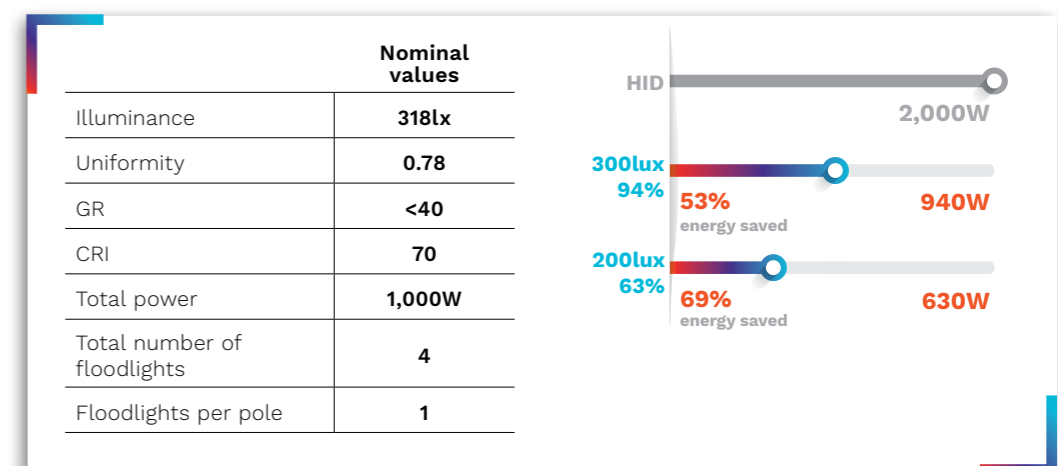 Nominal
values
Illuminance 318lx
Uniformity 0.78
GR <40
CRI 70
Total power 1,000W
Total number of
floodlights 4
Floodlights per pole 1
HID
2,000W
300lux
94%
53% 940W
energy saved
200lux
63%
69% 630W
energy saved